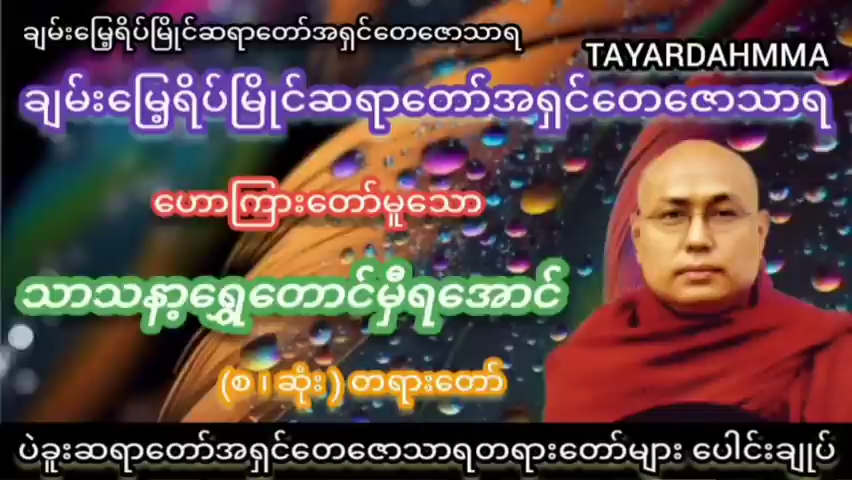 ချမ်းမြေ့ရိပ်မြိုင်ဆရာတော်အရှင်တေဇောသာရ
TAYARDAHMMA
ချမ်းမြေ့ရိပ်မြိုင်ဆရာတော်အရှင်တေဇောသာရ
ဟောကြားတော်မူသော
သာသနာ့ရွှေတောင်မှီရအောင်
(စ ၊ ဆုံး ) တရားတော်
ပဲခူးဆရာတော်အရှင်တေဇောသာရတရားတော်များ ပေါင်းချုပ်